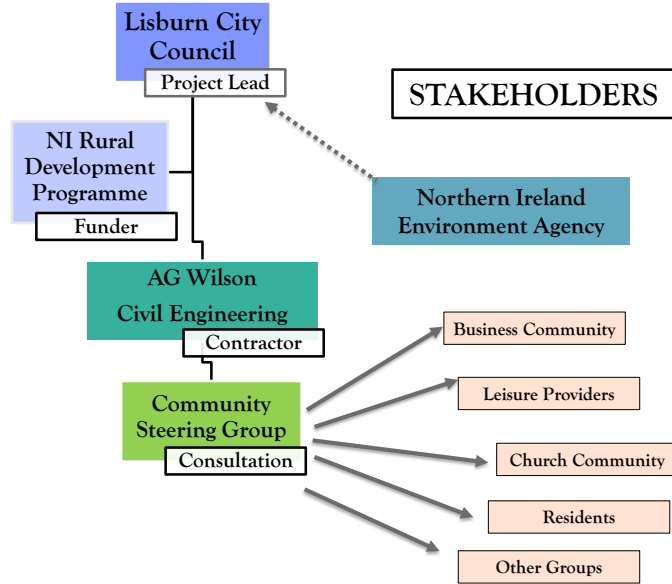 Lisburn City
Council
Project Lead
STAKEHOLDERS
NI Rural
Development
Programme
Funder
Northern Ireland
Environment Agency
AG Wilson
Civil Engineering
Contractor
Community
Steering Group
Consultation
Business Community
Leisure Providers
Church Community
Residents
Other Groups